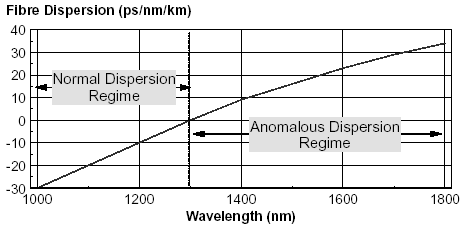 Fibre Dispersion (ps/nm/km)
40
30
20
10
0
-10
-20
-30
Normal Dispersion
Regime
Anomalous Dispersion
Regime
1000 1200 1400 1600 1800
Wavelength (nm)